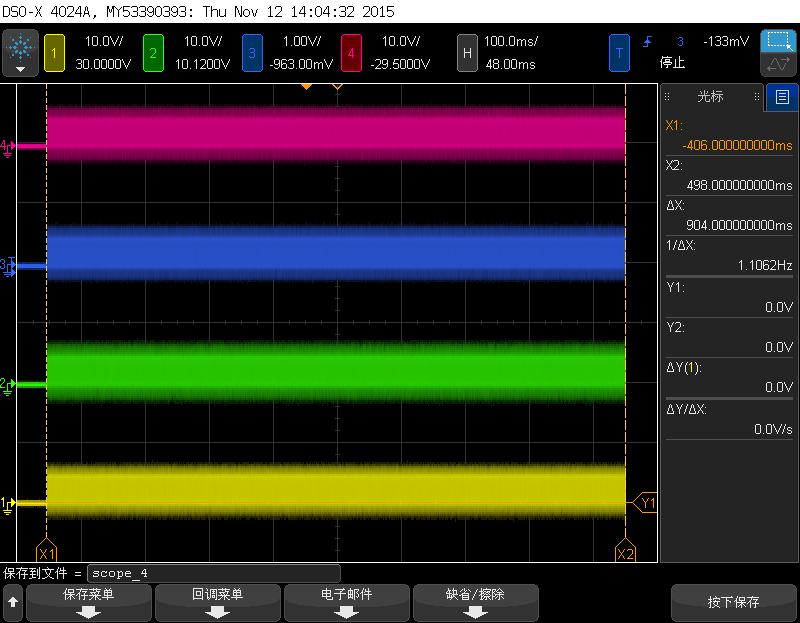 DSO-X 4024A, MY53390393: Thu Nov 12 14:04:32 2015
1 10.0V/ 2 10.0V/ 3 1.00V/ 4 10.0V/ H 100.0ms/ T 3 -133mV
30.0000V 10.1200V -963.00mV -29.5000V 48.00ms 停止
光标
X1:
-406.000000000ms
X2:
498.000000000ms
ΔX:
904.000000000ms
1/ΔX:
1.1062Hz
Y1:
0.0V
Y2:
0.0V
ΔY(1):
0.0V
ΔY/ΔX:
0.0V/s
4
3
T
2
1
Y1
X1 X2
保存到文件 = scope_4
保存菜单 回调菜单 电子邮件 缺省/擦除 按下保存